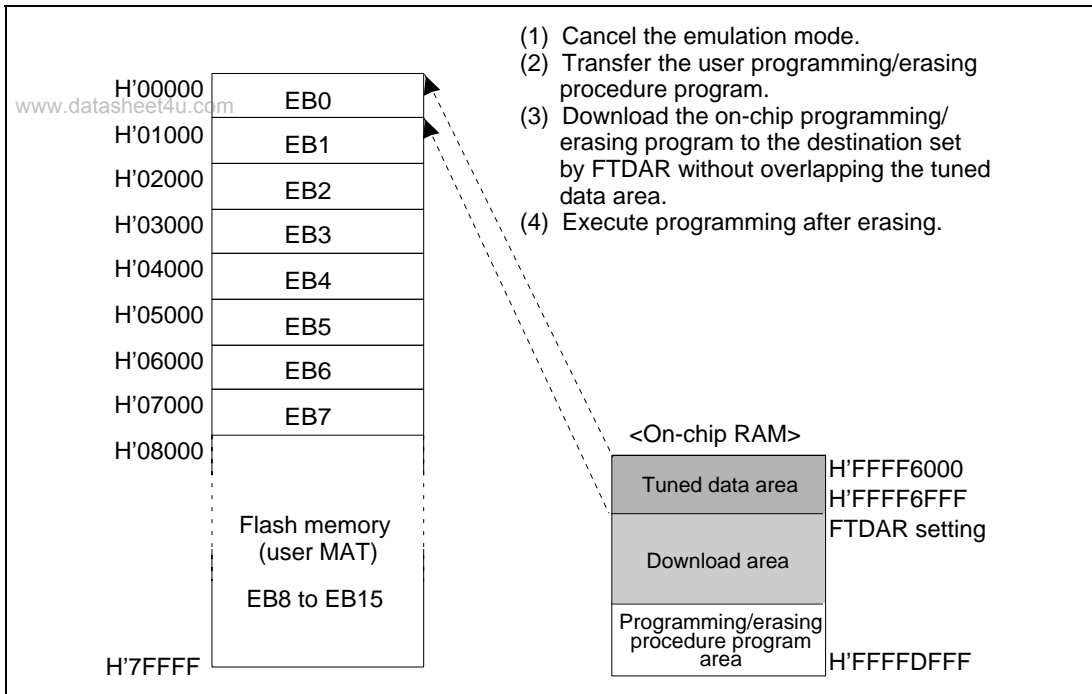 (1) Cancel the emulation mode.
(2) Transfer the user programming/erasing
procedure program.
(3) Download the on-chip programming/
erasing program to the destination set
by FTDAR without overlapping the tuned
data area.
(4) Execute programming after erasing.
H'00000
www.datasheet4u.com
EB0
H'01000
EB1
H'02000
EB2
H'03000
EB3
H'04000
EB4
H'05000
EB5
H'06000
EB6
H'07000
EB7
H'08000
Flash memory
(user MAT)
EB8 to EB15
H'7FFFF
<On-chip RAM>
Tuned data area
H'FFFF6000
H'FFFF6FFF
FTDAR setting
Download area
Programming/erasing
procedure program
area
H'FFFFDFFF